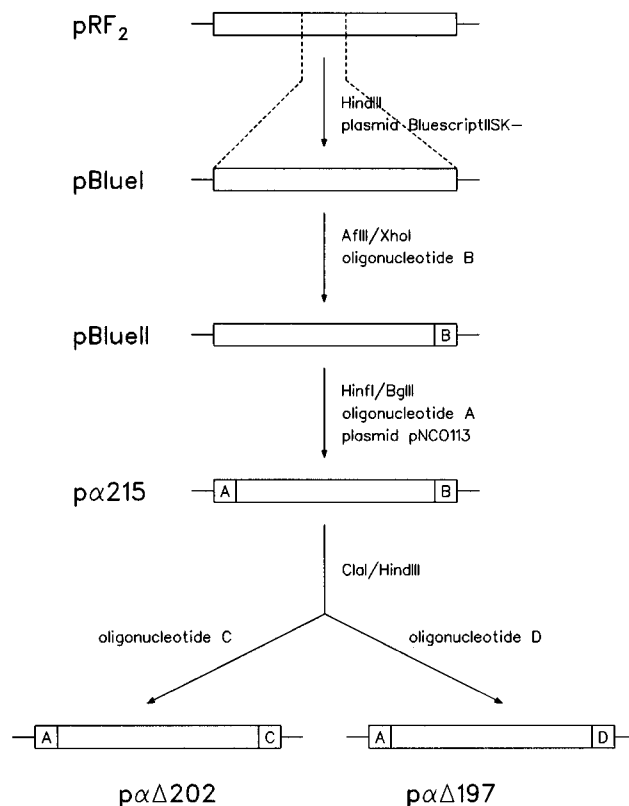 pRF₂
HindIII
plasmid BluescriptIISK−
pBlueI
AflII/XhoI
oligonucleotide B
pBlueII
B
HinfI/BglII
oligonucleotide A
plasmid pNCO113
pα215
A
B
ClaI/HindIII
oligonucleotide C
oligonucleotide D
A
C
A
D
pαΔ202
pαΔ197